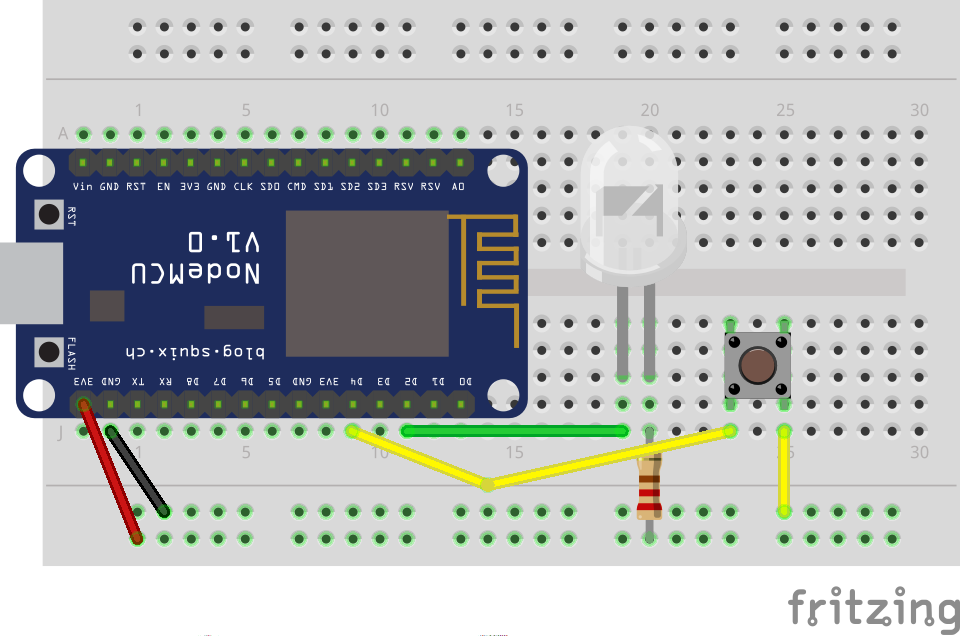 1 5 10 15 20 25 30
A
Vin GND RST EN 3V3 GND CLK SD0 CMD SD1 SD2 SD3 RSV RSV A0
RST
NodeMCU
V1.0
blog.squix.ch
FLASH
3V3 GND TX RX D8 D7 D6 D5 GND 3V3 D4 D3 D2 D1 D0
J
1 5 10 15 25 30
fritzing